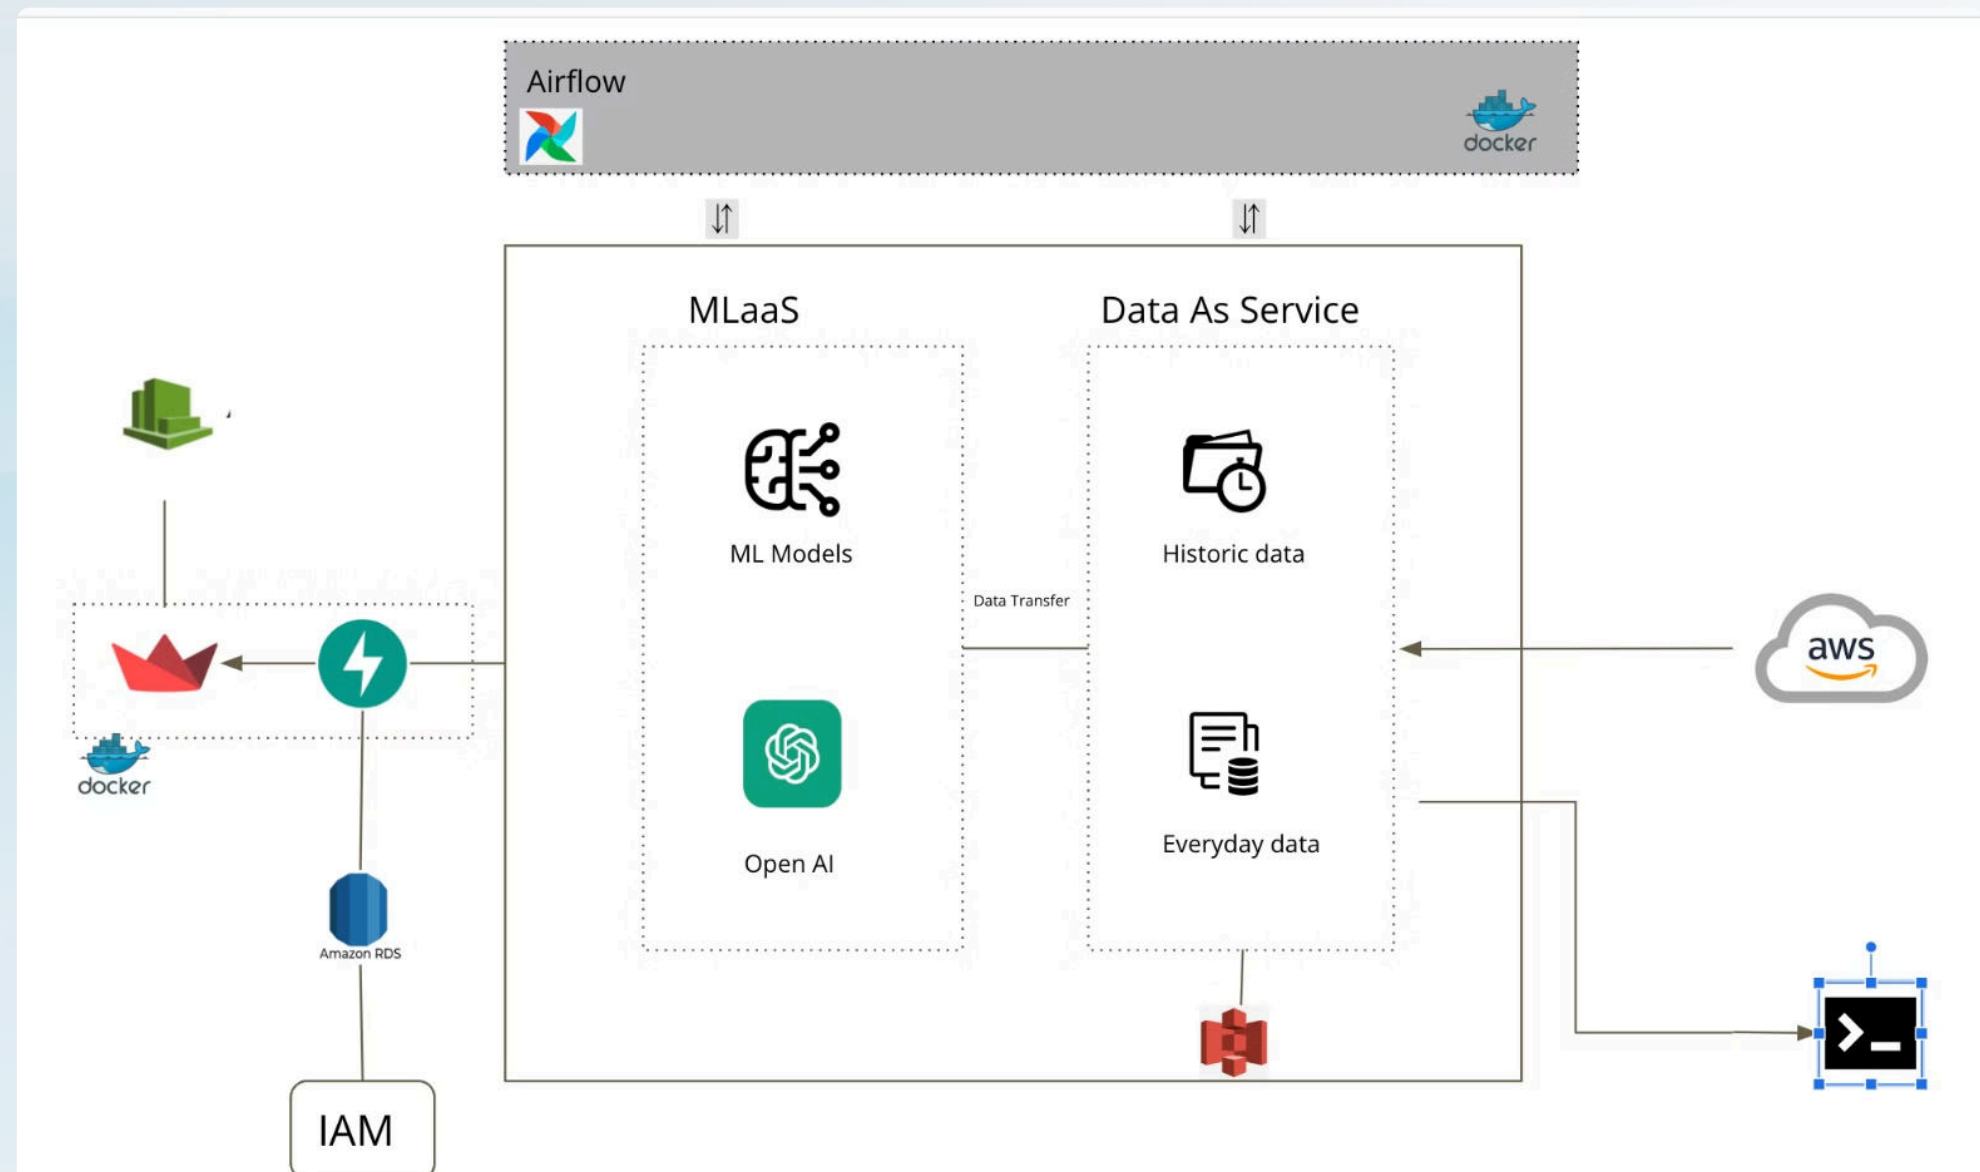 Airflow
docker
MLaaS
Data As Service
ML Models
Historic data
Data Transfer
aws
docker
Open AI
Everyday data
Amazon RDS
IAM